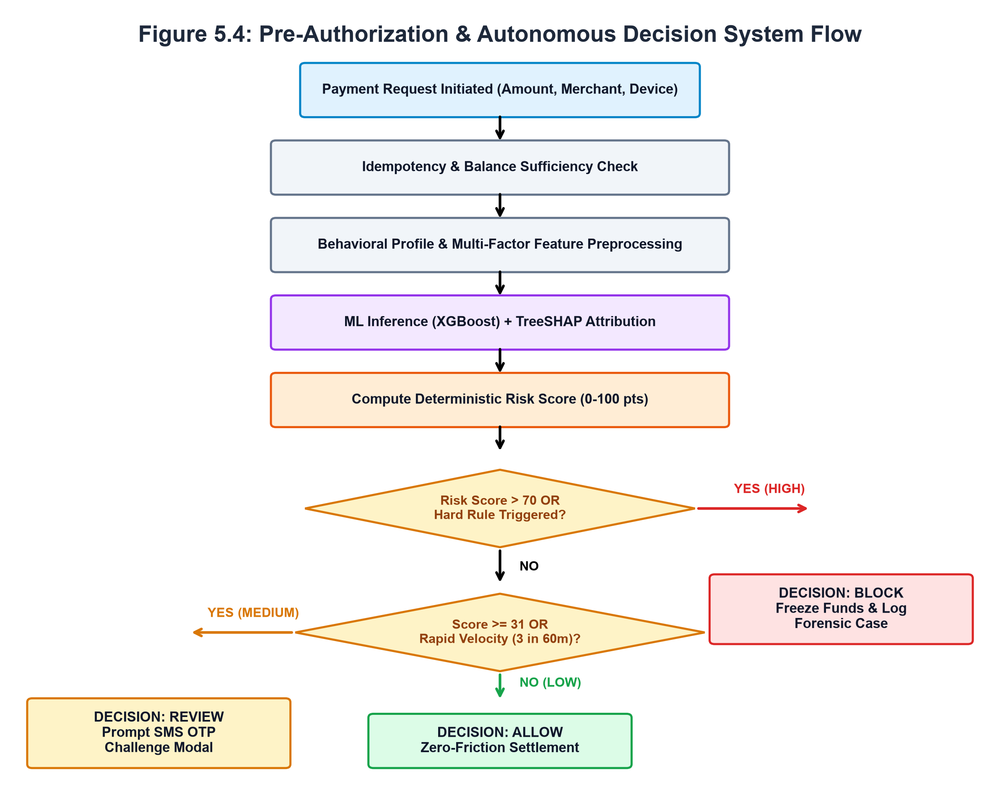 Figure 5.4: Pre-Authorization & Autonomous Decision System Flow
Payment Request Initiated (Amount, Merchant, Device)
Idempotency & Balance Sufficiency Check
Behavioral Profile & Multi-Factor Feature Preprocessing
ML Inference (XGBoost) + TreeSHAP Attribution
Compute Deterministic Risk Score (0-100 pts)
Risk Score > 70 OR
Hard Rule Triggered?
YES (HIGH)
NO
DECISION: BLOCK
Freeze Funds & Log
Forensic Case
YES (MEDIUM)
Score >= 31 OR
Rapid Velocity (3 in 60m)?
NO (LOW)
DECISION: REVIEW
Prompt SMS OTP
Challenge Modal
DECISION: ALLOW
Zero-Friction Settlement